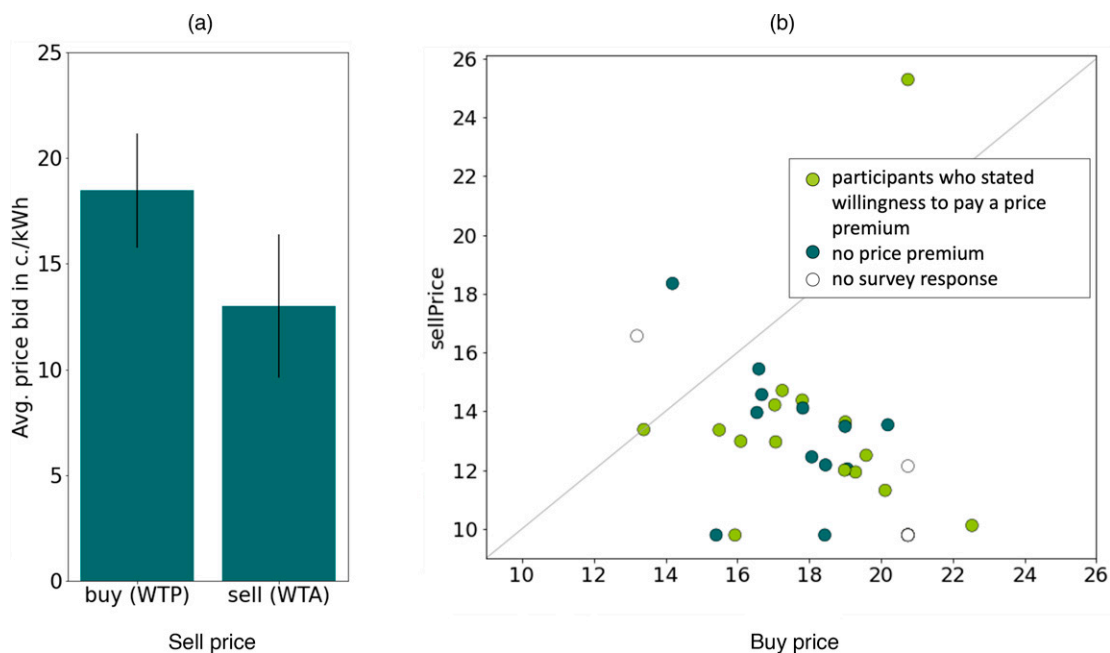 (a)
25
20
15
10
5
0
Avg. price bid in c./kWh
buy (WTP)
sell (WTA)
Sell price
(b)
26
24
22
20
18
16
14
12
10
sellPrice
participants who stated
willingness to pay a price
premium
no price premium
no survey response
10
12
14
16
18
20
22
24
26
Buy price